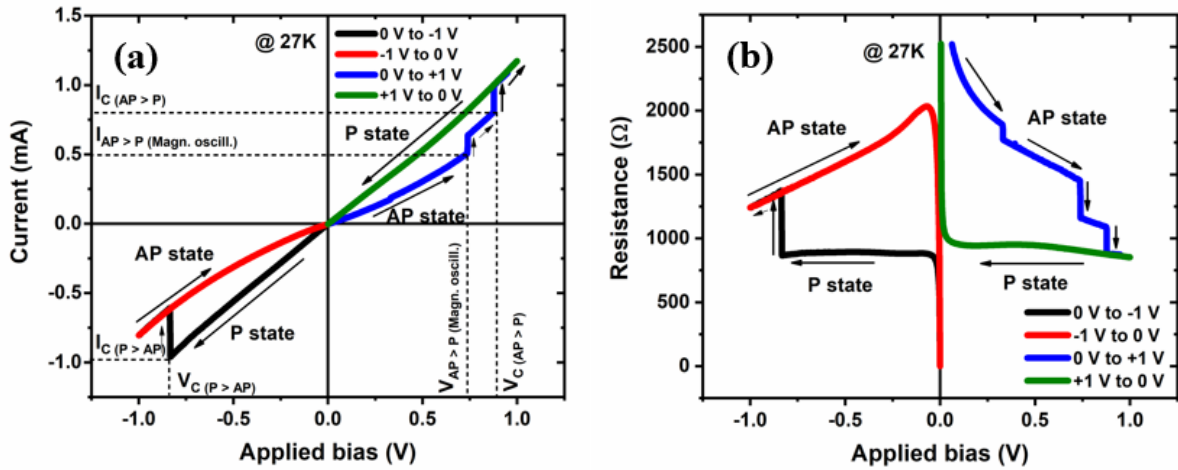 (a)
@ 27K
0 V to -1 V
-1 V to 0 V
0 V to +1 V
+1 V to 0 V
1.5
1.0
0.5
0.0
-0.5
-1.0
Current (mA)
I C (AP > P)
I AP > P (Magn. oscill.)
I C (P > AP)
P state
AP state
AP state
P state
V C (P > AP)
V AP > P (Magn. oscill.)
V C (AP > P)
-1.0 -0.5 0.0 0.5 1.0
Applied bias (V)
@ 27K
(b)
2500
2000
1500
1000
500
0
Resistance (Ω)
AP state
AP state
P state
P state
0 V to -1 V
-1 V to 0 V
0 V to +1 V
+1 V to 0 V
-1.0 -0.5 0.0 0.5 1.0
Applied bias (V)